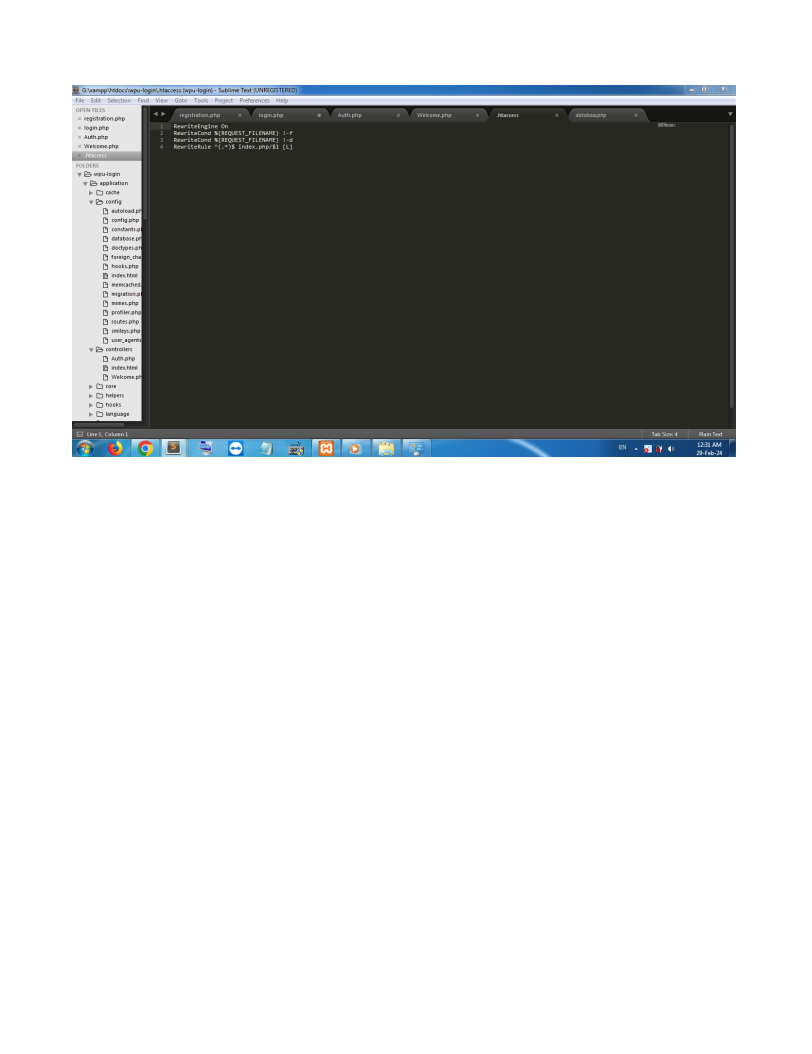 G:\xampp\htdocs\wpu-login\.htaccess (wpu-login) - Sublime Text (UNREGISTERED)
File Edit Selection Find View Goto Tools Project Preferences Help
OPEN FILES
registration.php
login.php
Auth.php
Welcome.php
.htaccess
FOLDERS
wpu-login
application
cache
config
autoload.ph
config.php
constants.pl
database.ph
doctypes.ph
foreign_cha
hooks.php
index.html
memcached.
migration.pl
mimes.php
profiler.php
routes.php
smileys.php
user_agents
controllers
Auth.php
index.html
Welcome.ph
core
helpers
hooks
language
registration.php login.php Auth.php Welcome.php .htaccess database.php
1 RewriteEngine On
2 RewriteCond %{REQUEST_FILENAME} !-f
3 RewriteCond %{REQUEST_FILENAME} !-d
4 RewriteRule ^(.*)$ index.php/$1 [L]
Line 1, Column 1 Tab Size: 4 Plain Text
EN 12:31 AM
29-Feb-24